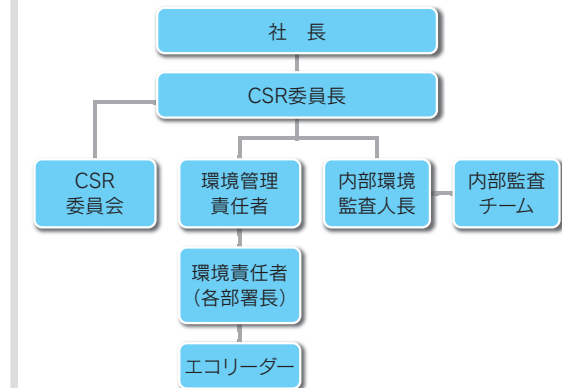 社　長
CSR委員長
CSR
委員会
環境管理
責任者
内部環境
監査人長
内部監査
チーム
環境責任者
（各部署長）
エコリーダー